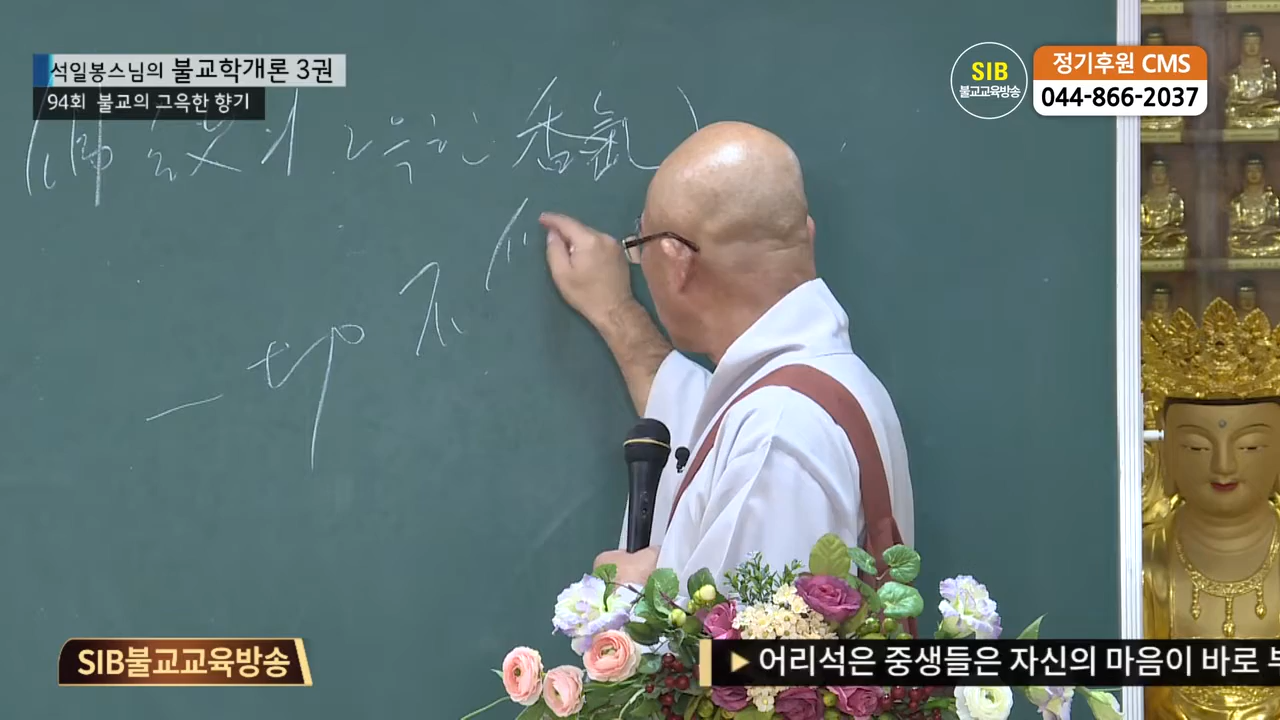 석일봉스님의 불교학개론 3권
94회 불교의 그윽한 향기
SIB
불교교육방송
정기후원 CMS
044-866-2037
(佛敎의 그윽한 香氣)
一切不
SIB불교교육방송
▶ 어리석은 중생들은 자신의 마음이 바로